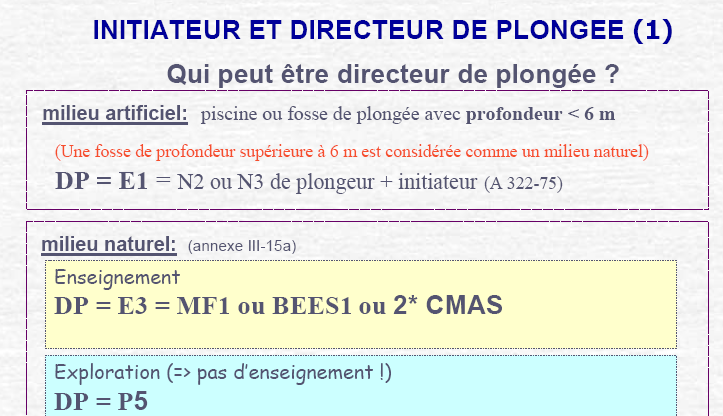 INITIATEUR ET DIRECTEUR DE PLONGEE (1)
Qui peut être directeur de plongée ?
milieu artificiel: piscine ou fosse de plongée avec profondeur < 6 m
(Une fosse de profondeur supérieure à 6 m est considérée comme un milieu naturel)
DP = E1 = N2 ou N3 de plongeur + initiateur (A 322-75)
milieu naturel: (annexe III-15a)
Enseignement
DP = E3 = MF1 ou BEES1 ou 2* CMAS
Exploration (=> pas d'enseignement !)
DP = P5